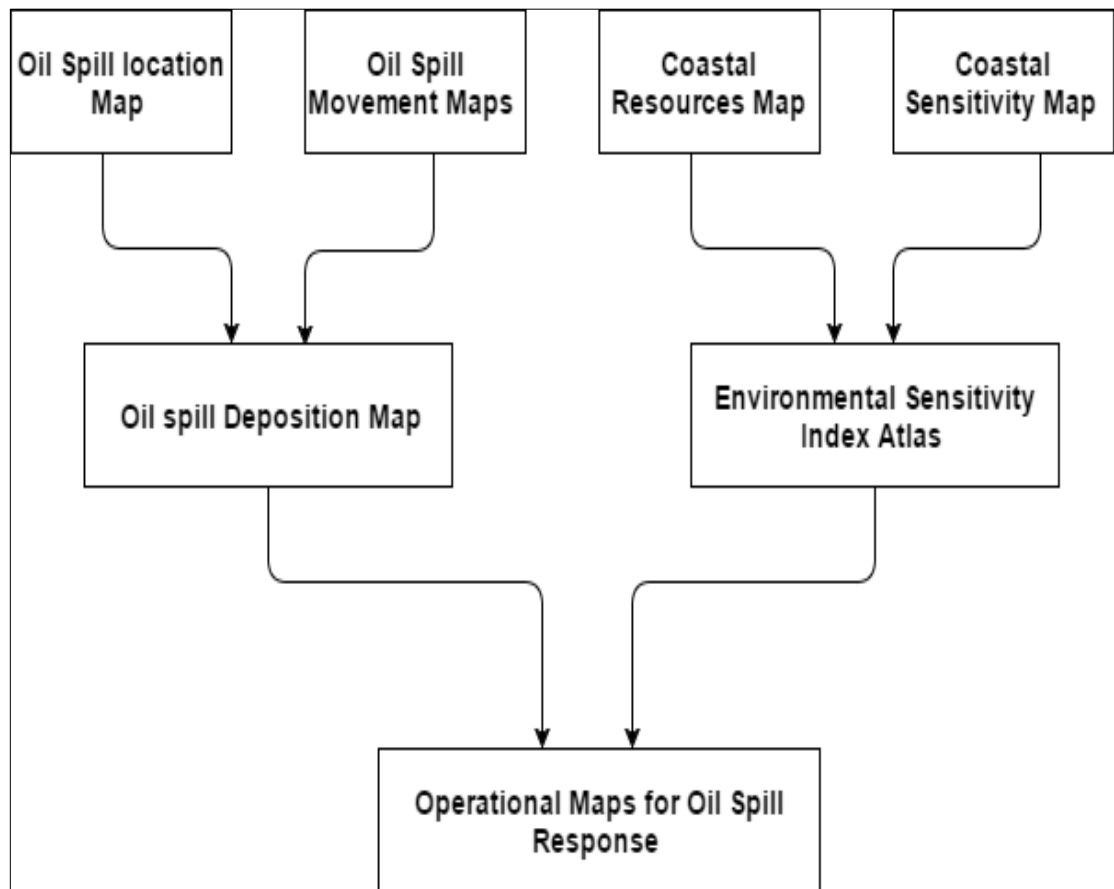 Oil Spill location
Map
Oil Spill
Movement Maps
Coastal
Resources Map
Coastal
Sensitivity Map
Oil spill Deposition Map
Environmental Sensitivity
Index Atlas
Operational Maps for Oil Spill
Response